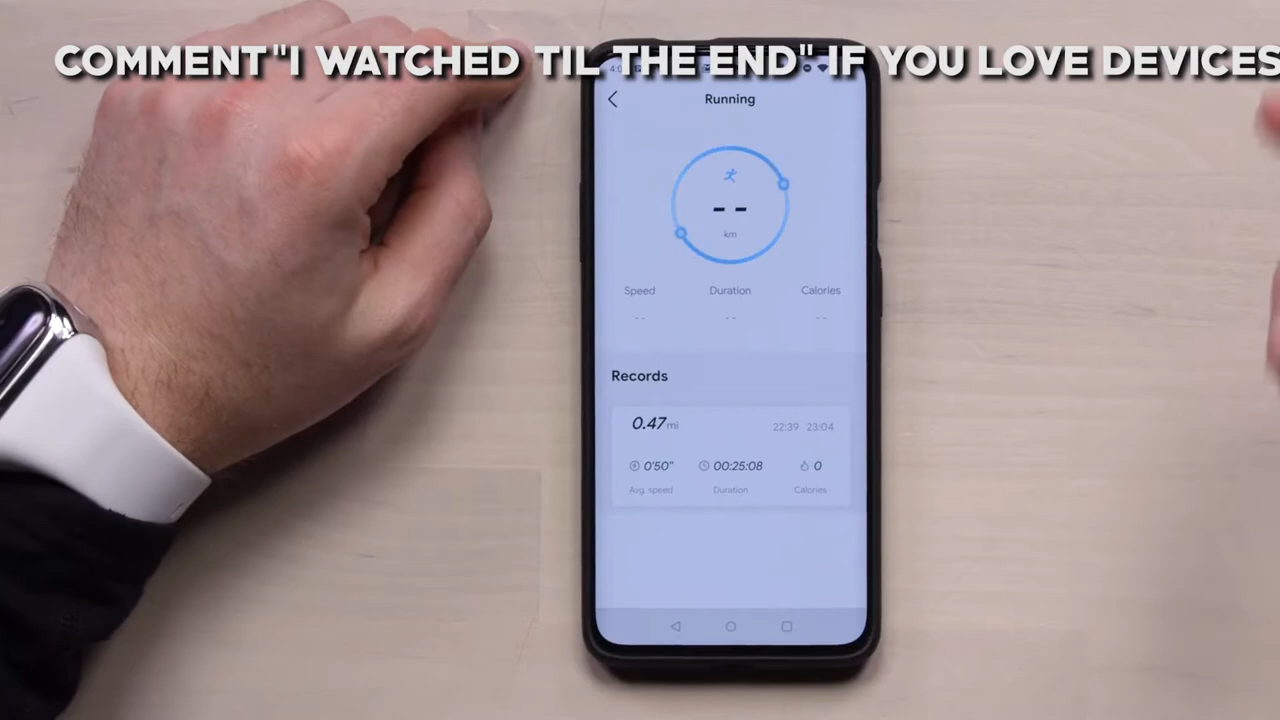 COMMENT "I WATCHED TIL THE END" IF YOU LOVE DEVICES
Running
--
km
Speed Duration Calories
-- -- --
Records
0.47 mi 22:39 23:04
0'50" 00:25:08 0
Avg. speed Duration Calories